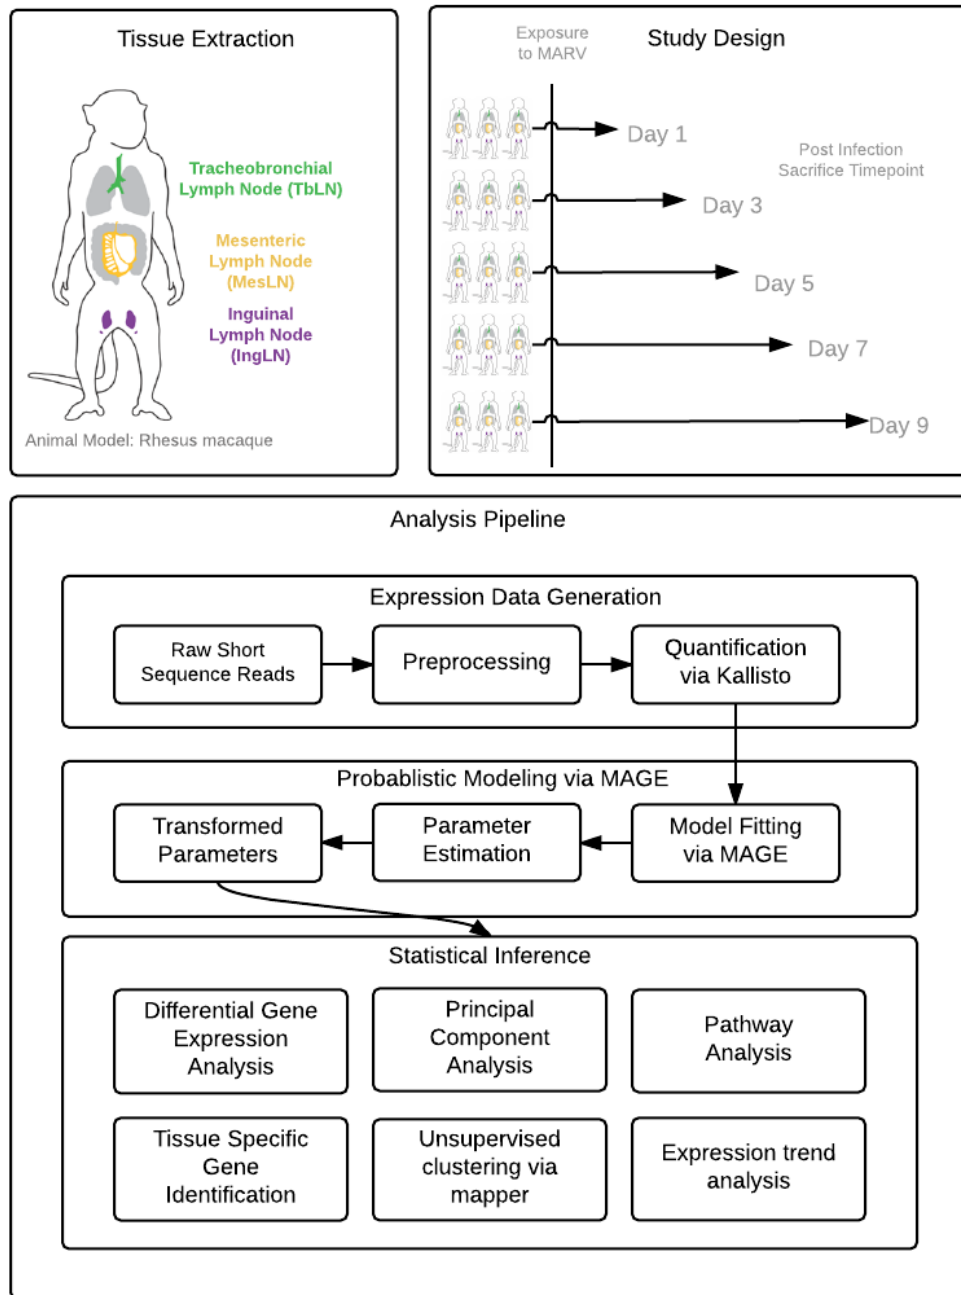 Tissue Extraction
Tracheobronchial
Lymph Node (TbLN)
Mesenteric
Lymph Node
(MesLN)
Inguinal
Lymph Node
(IngLN)
Animal Model: Rhesus macaque
Study Design
Exposure
to MARV
Post Infection
Sacrifice Timepoint
Day 1
Day 3
Day 5
Day 7
Day 9
Analysis Pipeline
Expression Data Generation
Raw Short
Sequence Reads
Preprocessing
Quantification
via Kallisto
Probablistic Modeling via MAGE
Transformed
Parameters
Parameter
Estimation
Model Fitting
via MAGE
Statistical Inference
Differential Gene
Expression
Analysis
Principal
Component
Analysis
Pathway
Analysis
Tissue Specific
Gene
Identification
Unsupervised
clustering via
mapper
Expression trend
analysis